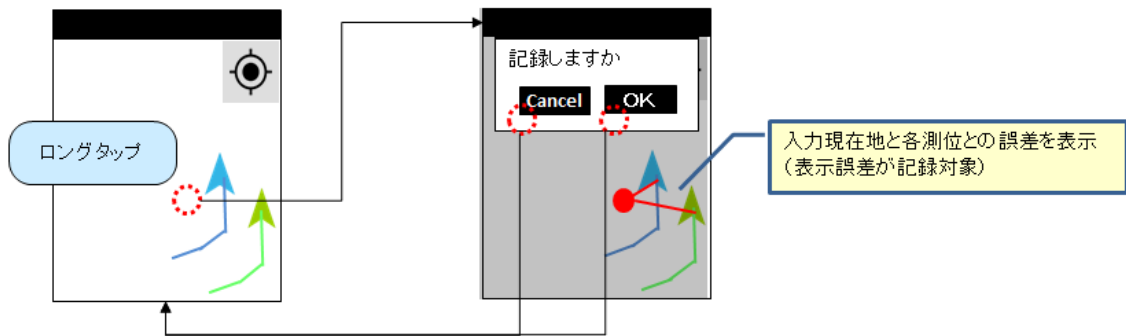 記録しますか
Cancel
OK
ロングタップ
入力現在地と各測位との誤差を表示
(表示誤差が記録対象)